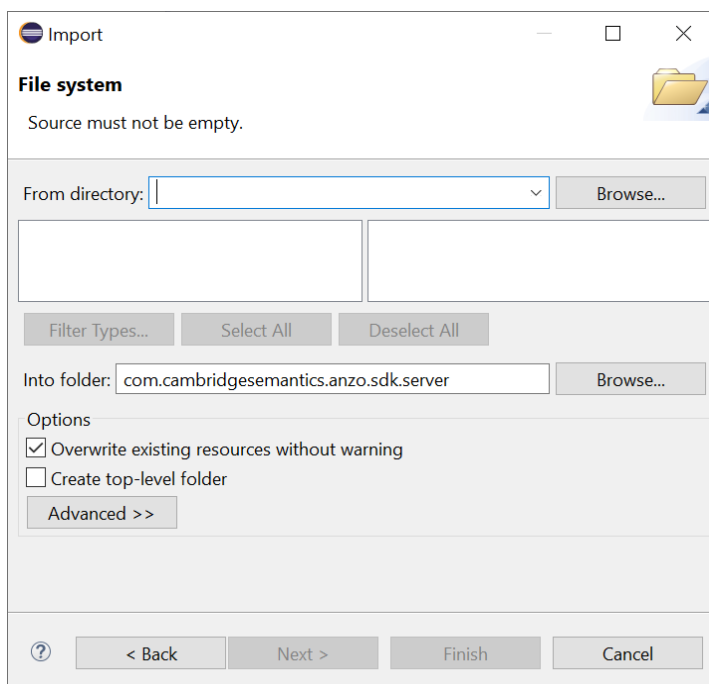 Import
File system
Source must not be empty.
From directory: Browse...
Filter Types... Select All Deselect All
Into folder: com.cambridgesemantics.anzo.sdk.server Browse...
Options
Overwrite existing resources without warning
Create top-level folder
Advanced >>
? < Back Next > Finish Cancel